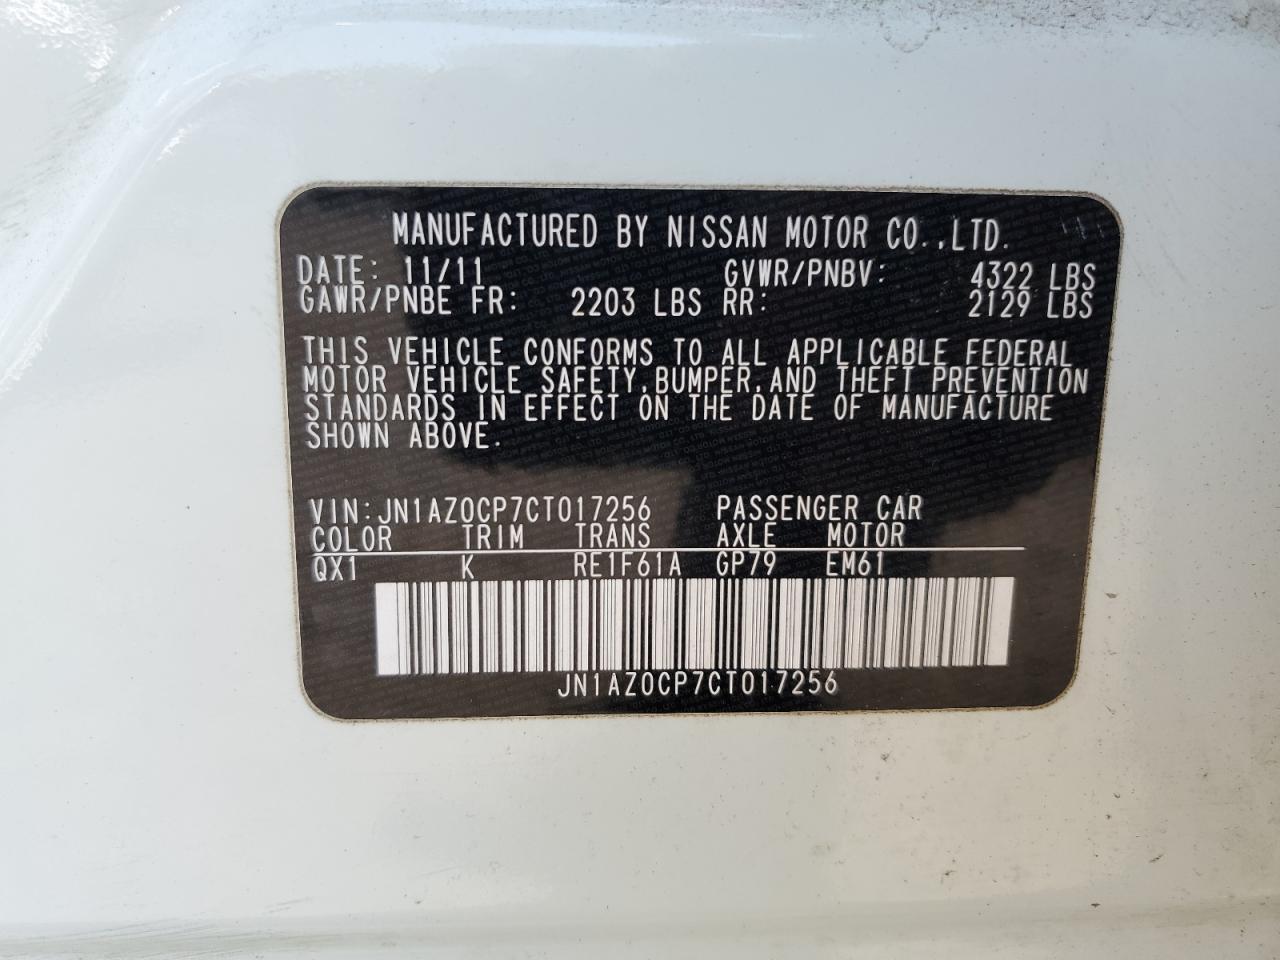 MANUFACTURED BY NISSAN MOTOR CO.,LTD.
DATE: 11/11 GVWR/PNBV: 4322 LBS
GAWR/PNBE FR: 2203 LBS RR: 2129 LBS
THIS VEHICLE CONFORMS TO ALL APPLICABLE FEDERAL
MOTOR VEHICLE SAFETY,BUMPER,AND THEFT PREVENTION
STANDARDS IN EFFECT ON THE DATE OF MANUFACTURE
SHOWN ABOVE.
VIN:JN1AZ0CP7CT017256 PASSENGER CAR
COLOR TRIM TRANS AXLE MOTOR
QX1 K RE1F61A GP79 EM61
JN1AZ0CP7CT017256